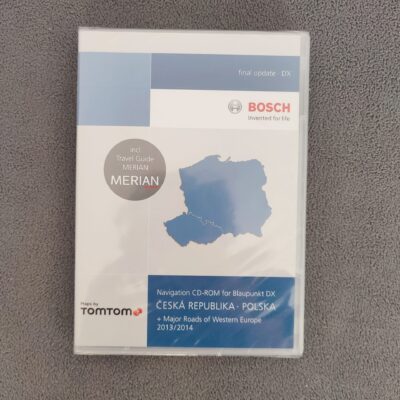 final update · DX
BOSCH
Invented for life
incl.
Travel Guide
MERIAN
MERIAN
Navigation CD-ROM for Blaupunkt DX
ČESKÁ REPUBLIKA · POLSKA
+ Major Roads of Western Europe
2013/2014
Maps by
TOMTOM